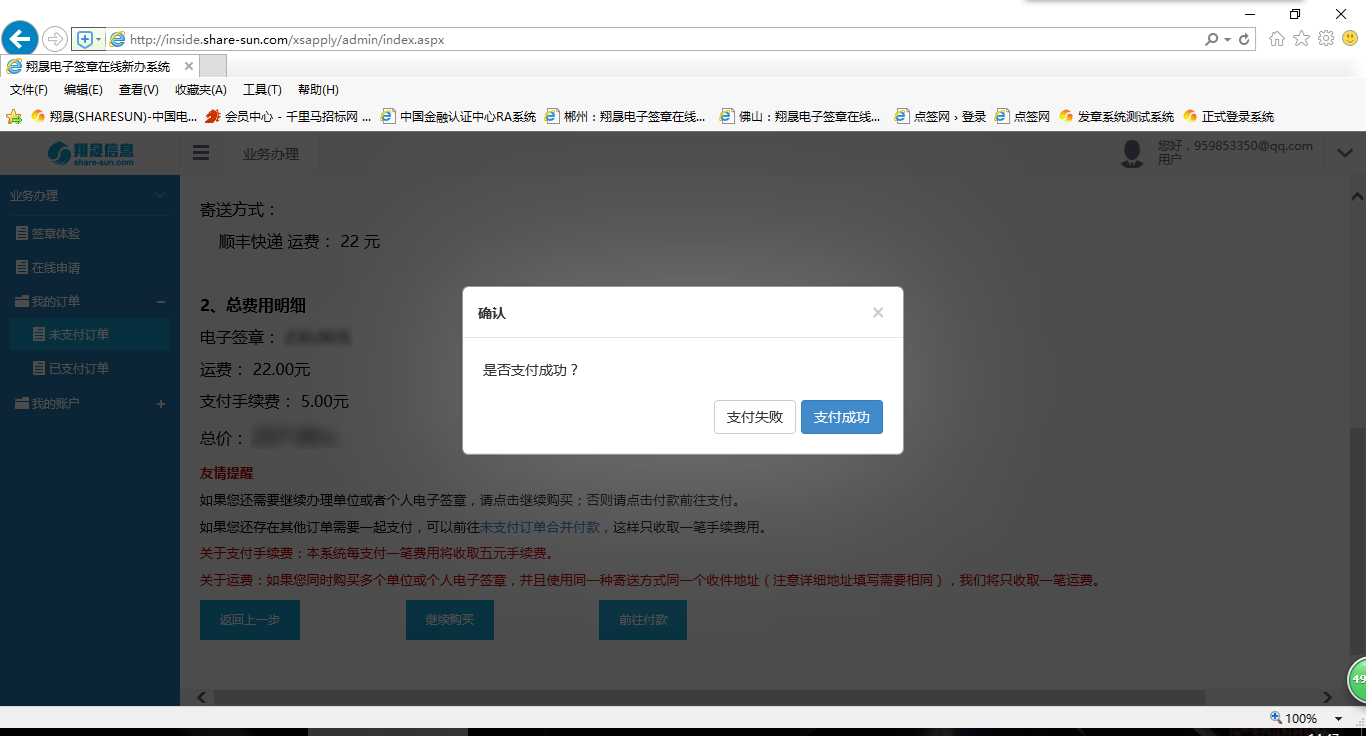 http://inside.share-sun.com/xsapply/admin/index.aspx
翔晟电子签章在线新办系统
文件(F) 编辑(E) 查看(V) 收藏夹(A) 工具(T) 帮助(H)
翔晟(SHARESUN)-中国电... 会员中心 - 千里马招标网 ... 中国金融认证中心RA系统 郴州：翔晟电子签章在线... 佛山：翔晟电子签章在线... 点签网 › 登录 点签网 发章系统测试系统 正式登录系统
翔晟信息
share-sun.com
业务办理
您好，959853350@qq.com
用户
业务办理
签章体验
在线申请
我的订单
未支付订单
已支付订单
我的账户
寄送方式：
顺丰快递 运费： 22 元
2、总费用明细
电子签章：
运费： 22.00元
支付手续费： 5.00元
总价：
友情提醒
如果您还需要继续办理单位或者个人电子签章，请点击继续购买；否则请点击付款前往支付。
如果您还存在其他订单需要一起支付，可以前往未支付订单合并付款，这样只收取一笔手续费用。
关于支付手续费：本系统每支付一笔费用将收取五元手续费。
关于运费：如果您同时购买多个单位或个人电子签章，并且使用同一种寄送方式同一个收件地址（注意详细地址填写需要相同），我们将只收取一笔运费。
返回上一步 继续购买 前往付款
确认
×
是否支付成功？
支付失败 支付成功
49
100%